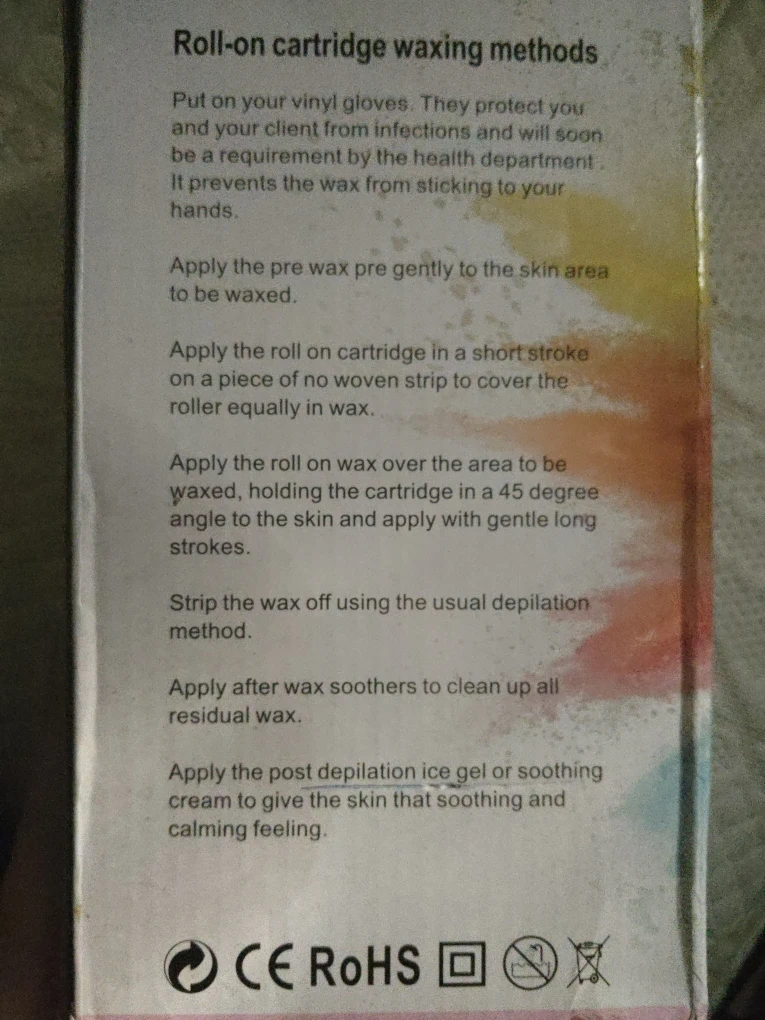 Roll-on cartridge waxing methods
Put on your vinyl gloves. They protect you
and your client from infections and will soon
be a requirement by the health department .
It prevents the wax from sticking to your
hands.
Apply the pre wax pre gently to the skin area
to be waxed.
Apply the roll on cartridge in a short stroke
on a piece of no woven strip to cover the
roller equally in wax.
Apply the roll on wax over the area to be
waxed, holding the cartridge in a 45 degree
angle to the skin and apply with gentle long
strokes.
Strip the wax off using the usual depilation
method.
Apply after wax soothers to clean up all
residual wax.
Apply the post depilation ice gel or soothing
cream to give the skin that soothing and
calming feeling.
CE RoHS